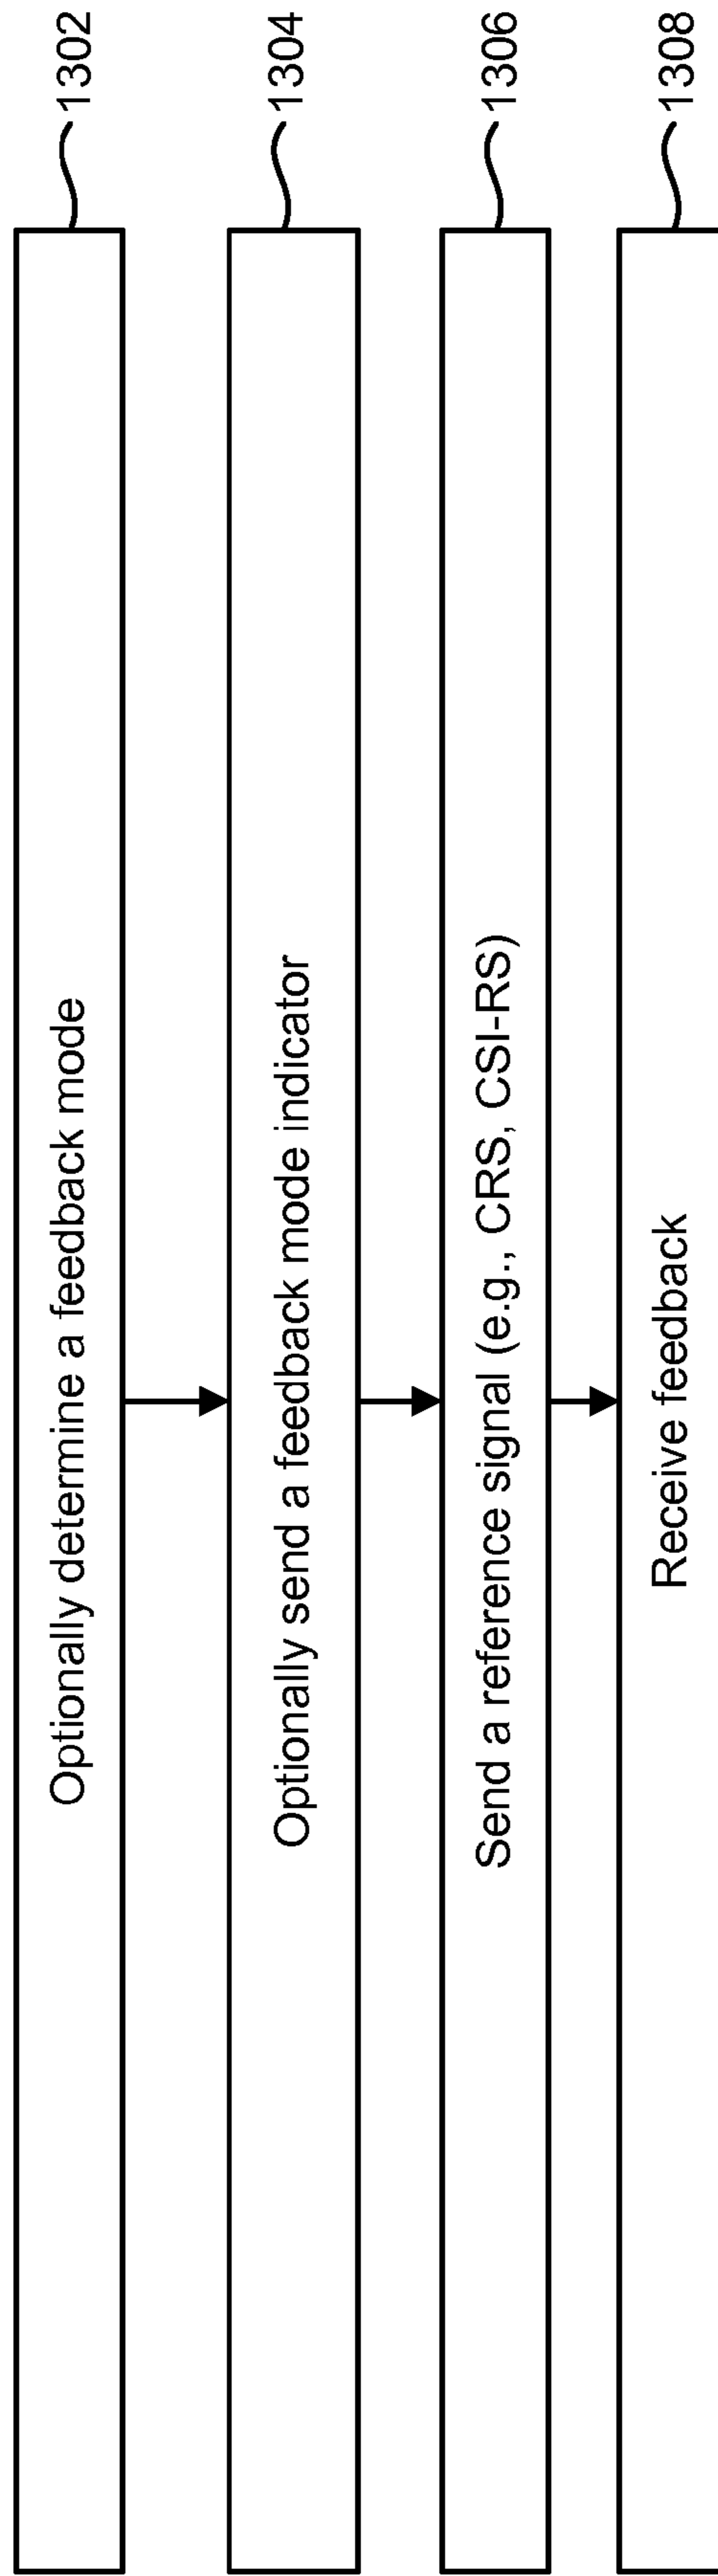 Optionally determine a feedback mode
1302
Optionally send a feedback mode indicator
1304
Send a reference signal (e.g., CRS, CSI-RS)
1306
Receive feedback
1308